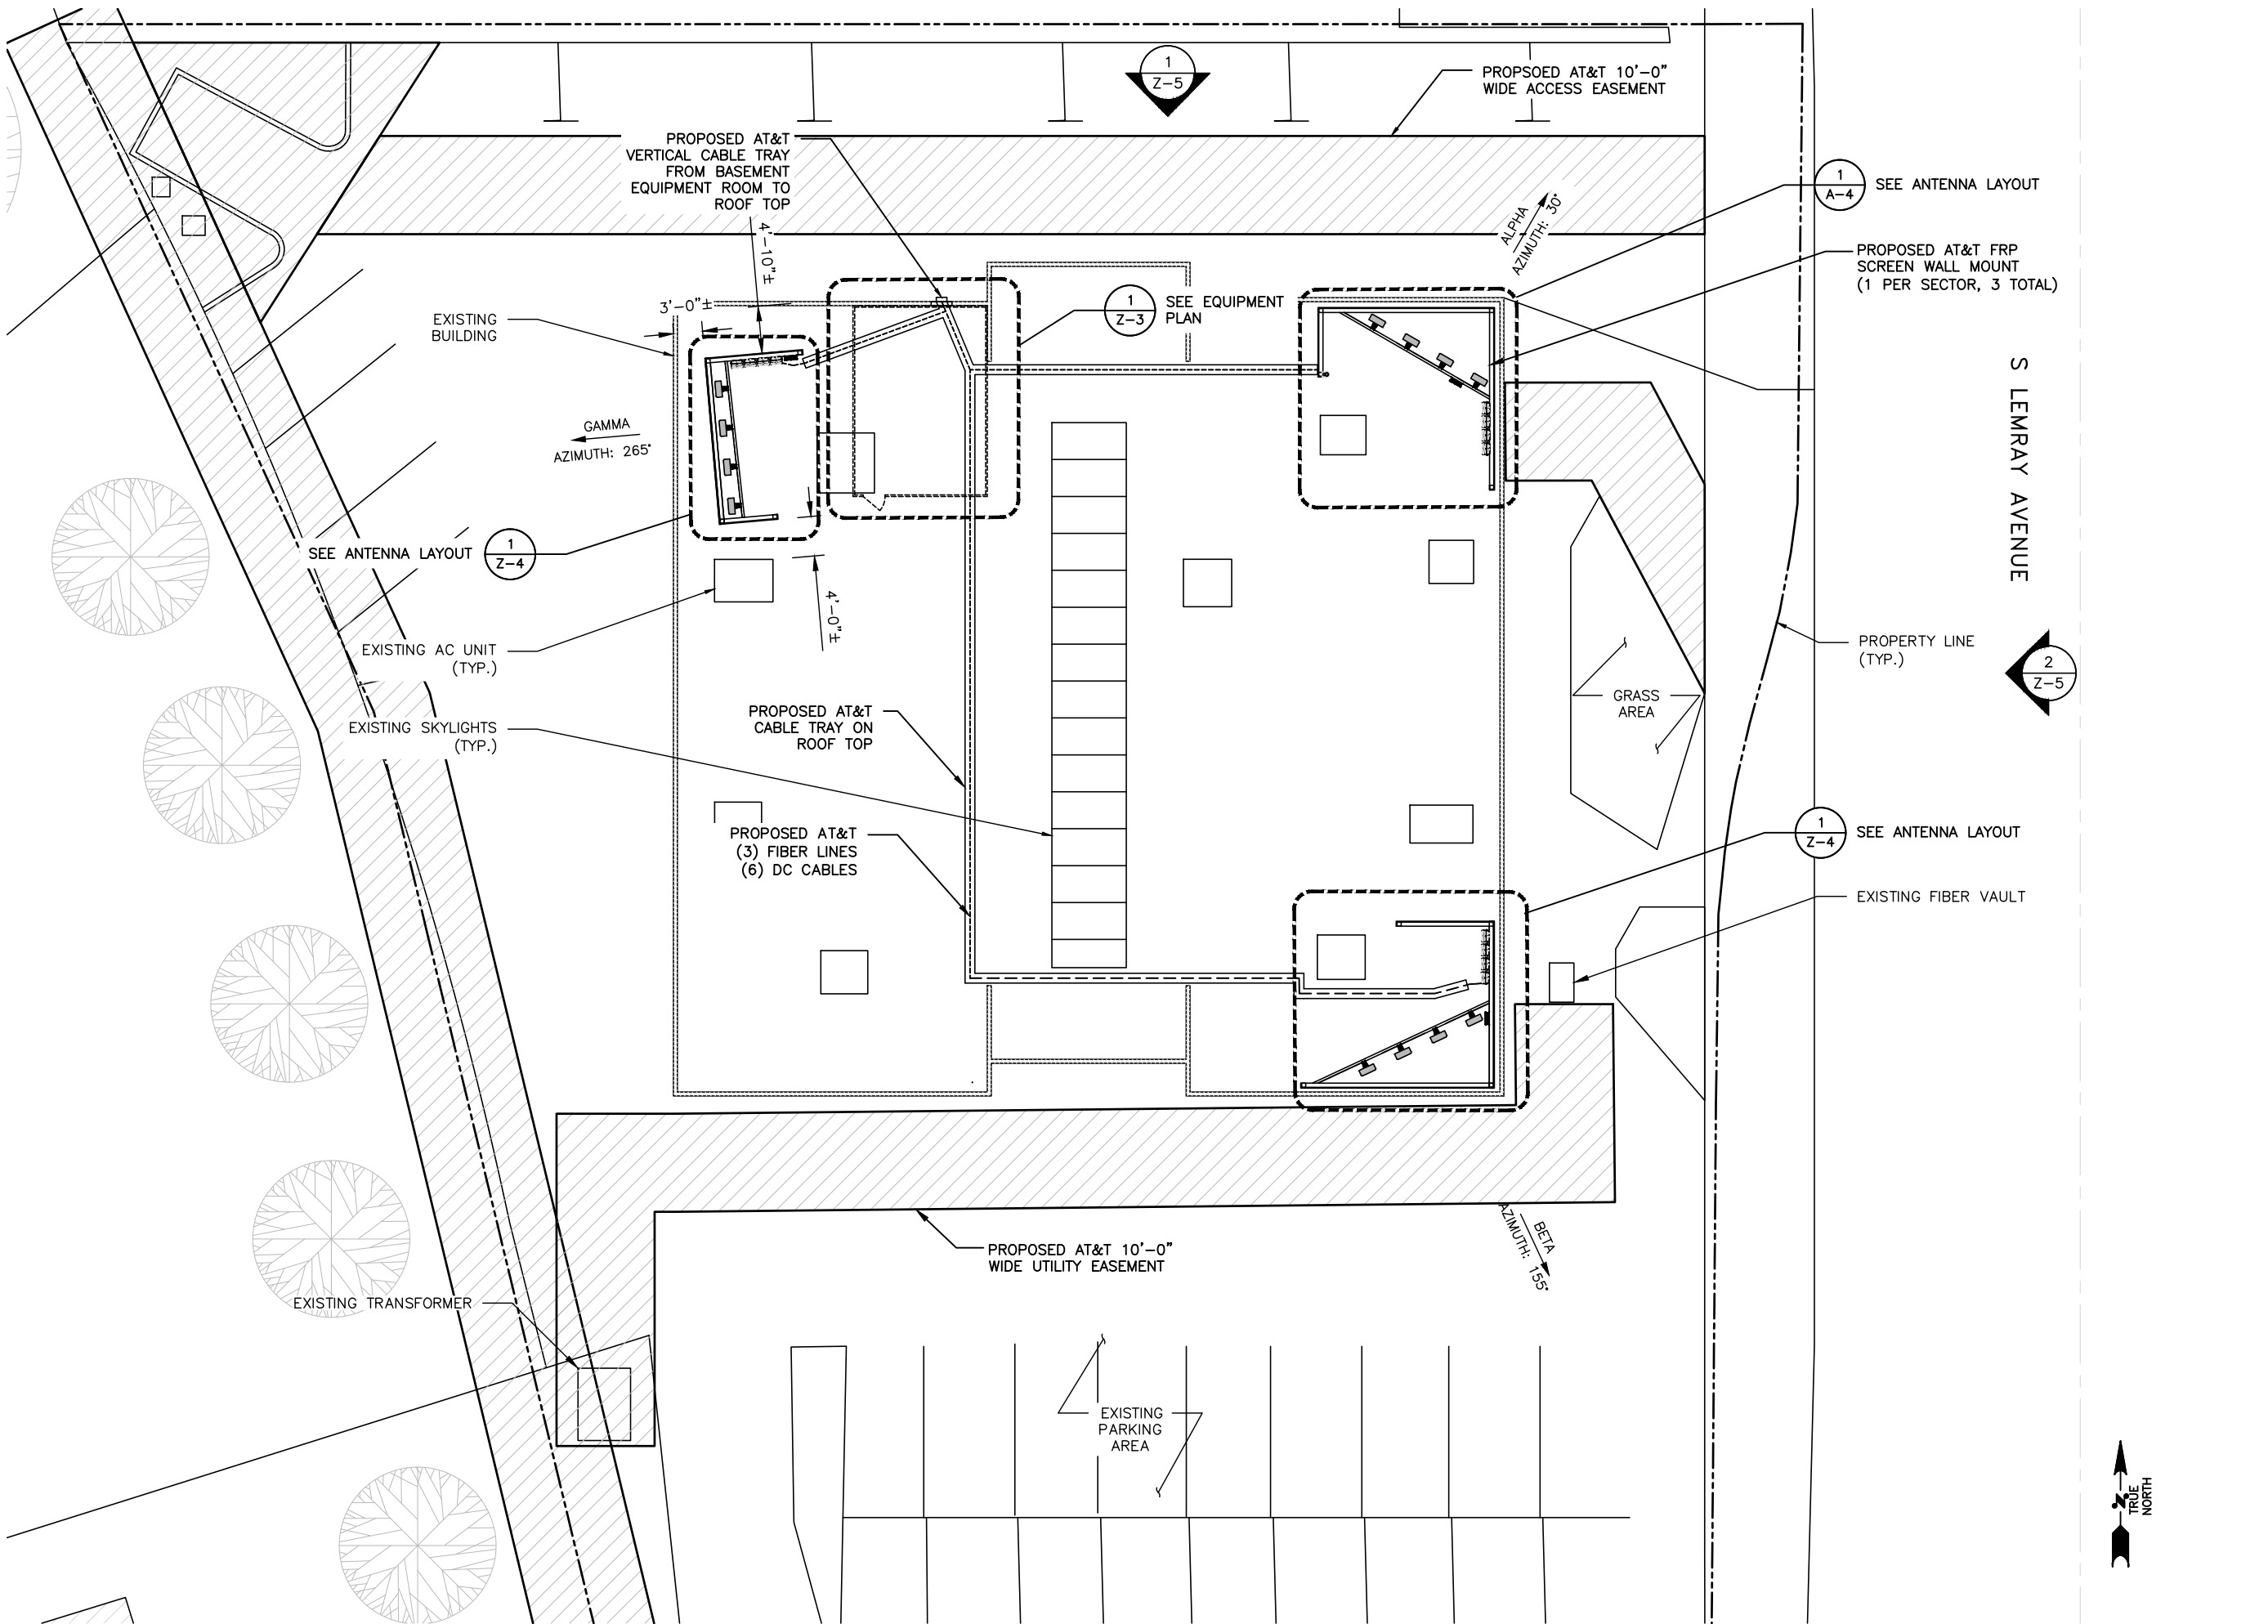 1
Z-5
PROPSOED AT&T 10'-0"
WIDE ACCESS EASEMENT
PROPOSED AT&T
VERTICAL CABLE TRAY
FROM BASEMENT
EQUIPMENT ROOM TO
ROOF TOP
4'-10"±
3'-0"±
ALPHA
AZIMUTH: 30°
1
A-4
SEE ANTENNA LAYOUT
PROPOSED AT&T FRP
SCREEN WALL MOUNT
(1 PER SECTOR, 3 TOTAL)
EXISTING
BUILDING
1
Z-3
SEE EQUIPMENT
PLAN
GAMMA
AZIMUTH: 265°
S LEMRAY AVENUE
SEE ANTENNA LAYOUT
1
Z-4
4'-0"±
EXISTING AC UNIT
(TYP.)
PROPERTY LINE
(TYP.)
2
Z-5
GRASS
AREA
EXISTING SKYLIGHTS
(TYP.)
PROPOSED AT&T
CABLE TRAY ON
ROOF TOP
PROPOSED AT&T
(3) FIBER LINES
(6) DC CABLES
1
Z-4
SEE ANTENNA LAYOUT
EXISTING FIBER VAULT
BETA
AZIMUTH: 155°
PROPOSED AT&T 10'-0"
WIDE UTILITY EASEMENT
EXISTING TRANSFORMER
EXISTING
PARKING
AREA
N
TRUE
NORTH